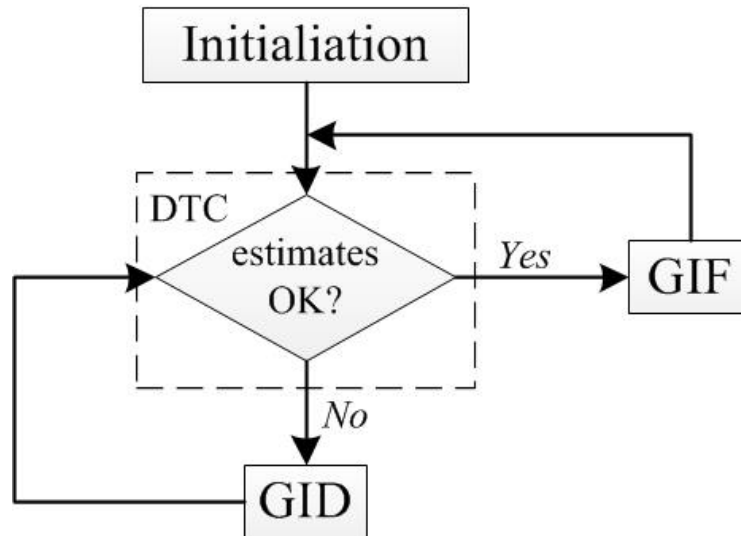 Initialiation
DTC
estimates
OK?
Yes
GIF
No
GID